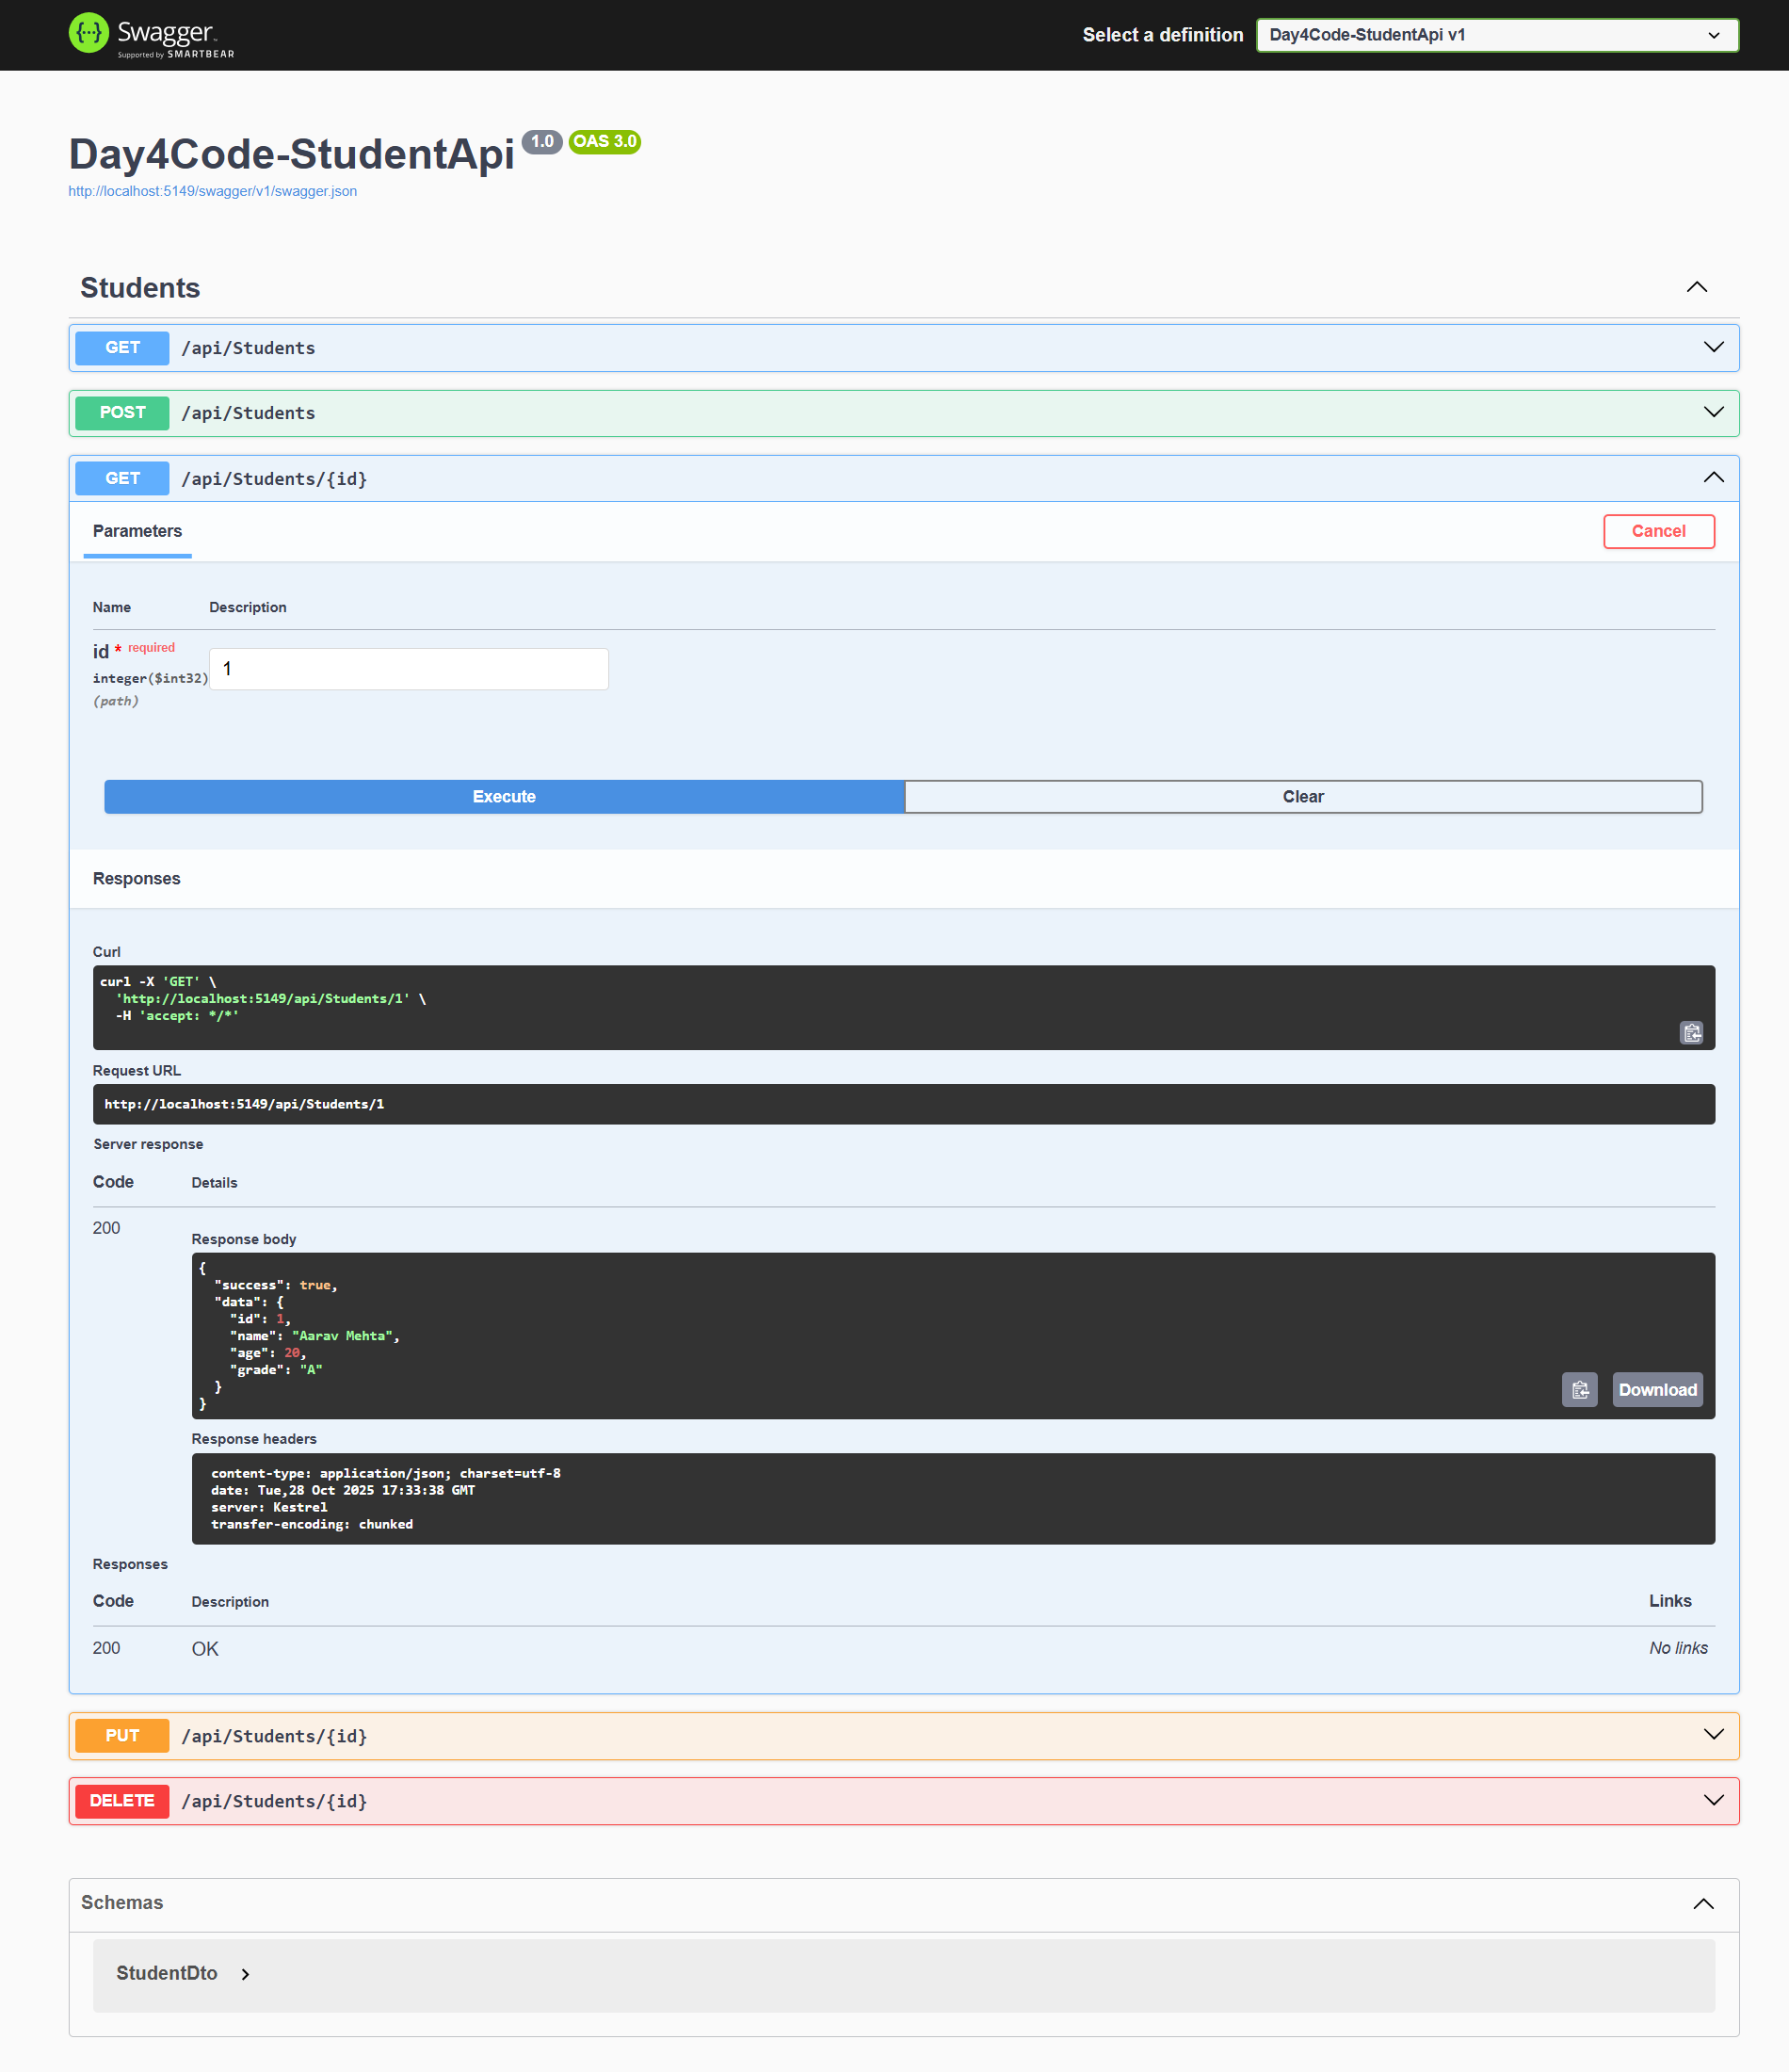 Swagger™
Supported by SMARTBEAR
Select a definition
Day4Code-StudentApi v1
Day4Code-StudentApi 1.0 OAS 3.0
http://localhost:5149/swagger/v1/swagger.json
Students
GET /api/Students
POST /api/Students
GET /api/Students/{id}
Parameters
Cancel
Name Description
id * required
integer($int32)
(path)
1
Execute
Clear
Responses
Curl
curl -X 'GET' \
  'http://localhost:5149/api/Students/1' \
  -H 'accept: */*'
Request URL
http://localhost:5149/api/Students/1
Server response
Code Details
200
Response body
{
  "success": true,
  "data": {
    "id": 1,
    "name": "Aarav Mehta",
    "age": 20,
    "grade": "A"
  }
}
Download
Response headers
content-type: application/json; charset=utf-8
date: Tue,28 Oct 2025 17:33:38 GMT
server: Kestrel
transfer-encoding: chunked
Responses
Code Description Links
200 OK No links
PUT /api/Students/{id}
DELETE /api/Students/{id}
Schemas
StudentDto